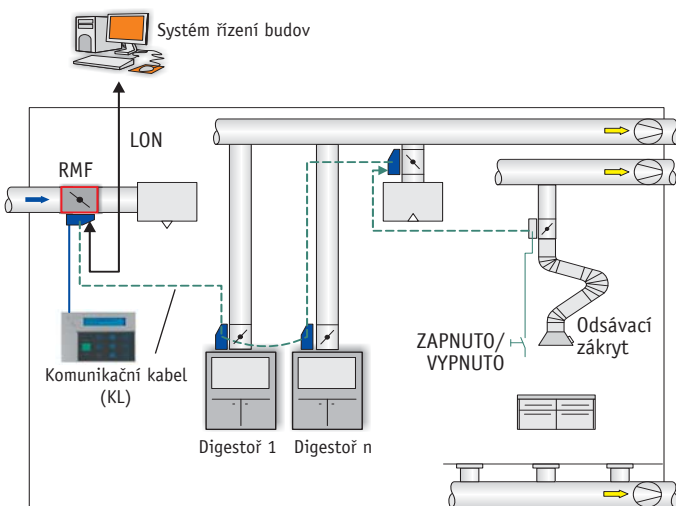 Systém řízení budov
LON
RMF
ZAPNUTO/
VYPNUTO
Odsávací
zákryt
Komunikační kabel
(KL)
Digestoř 1
Digestoř n